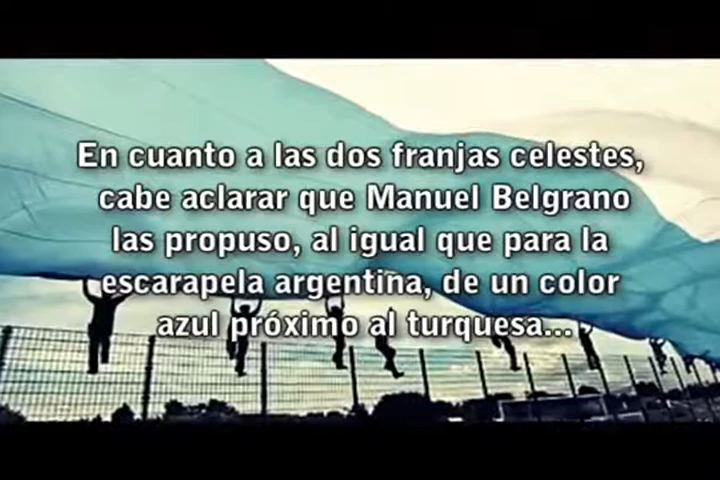 En cuanto a las dos franjas celestes,
cabe aclarar que Manuel Belgrano
las propuso, al igual que para la
escarapela argentina, de un color
azul próximo al turquesa...